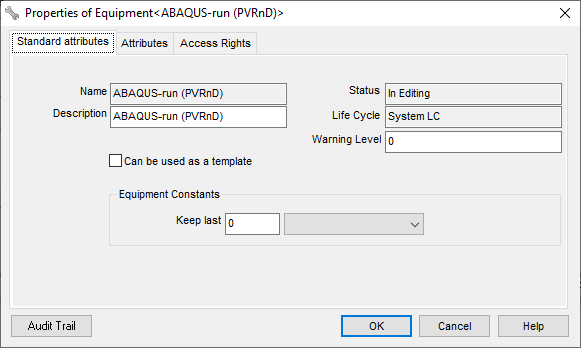 Properties of Equipment<ABAQUS-run (PVRnD)>
Standard attributes
Attributes
Access Rights
Name
ABAQUS-run (PVRnD)
Status
In Editing
Description
ABAQUS-run (PVRnD)
Life Cycle
System LC
Warning Level
0
Can be used as a template
Equipment Constants
Keep last
0
Audit Trail
OK
Cancel
Help